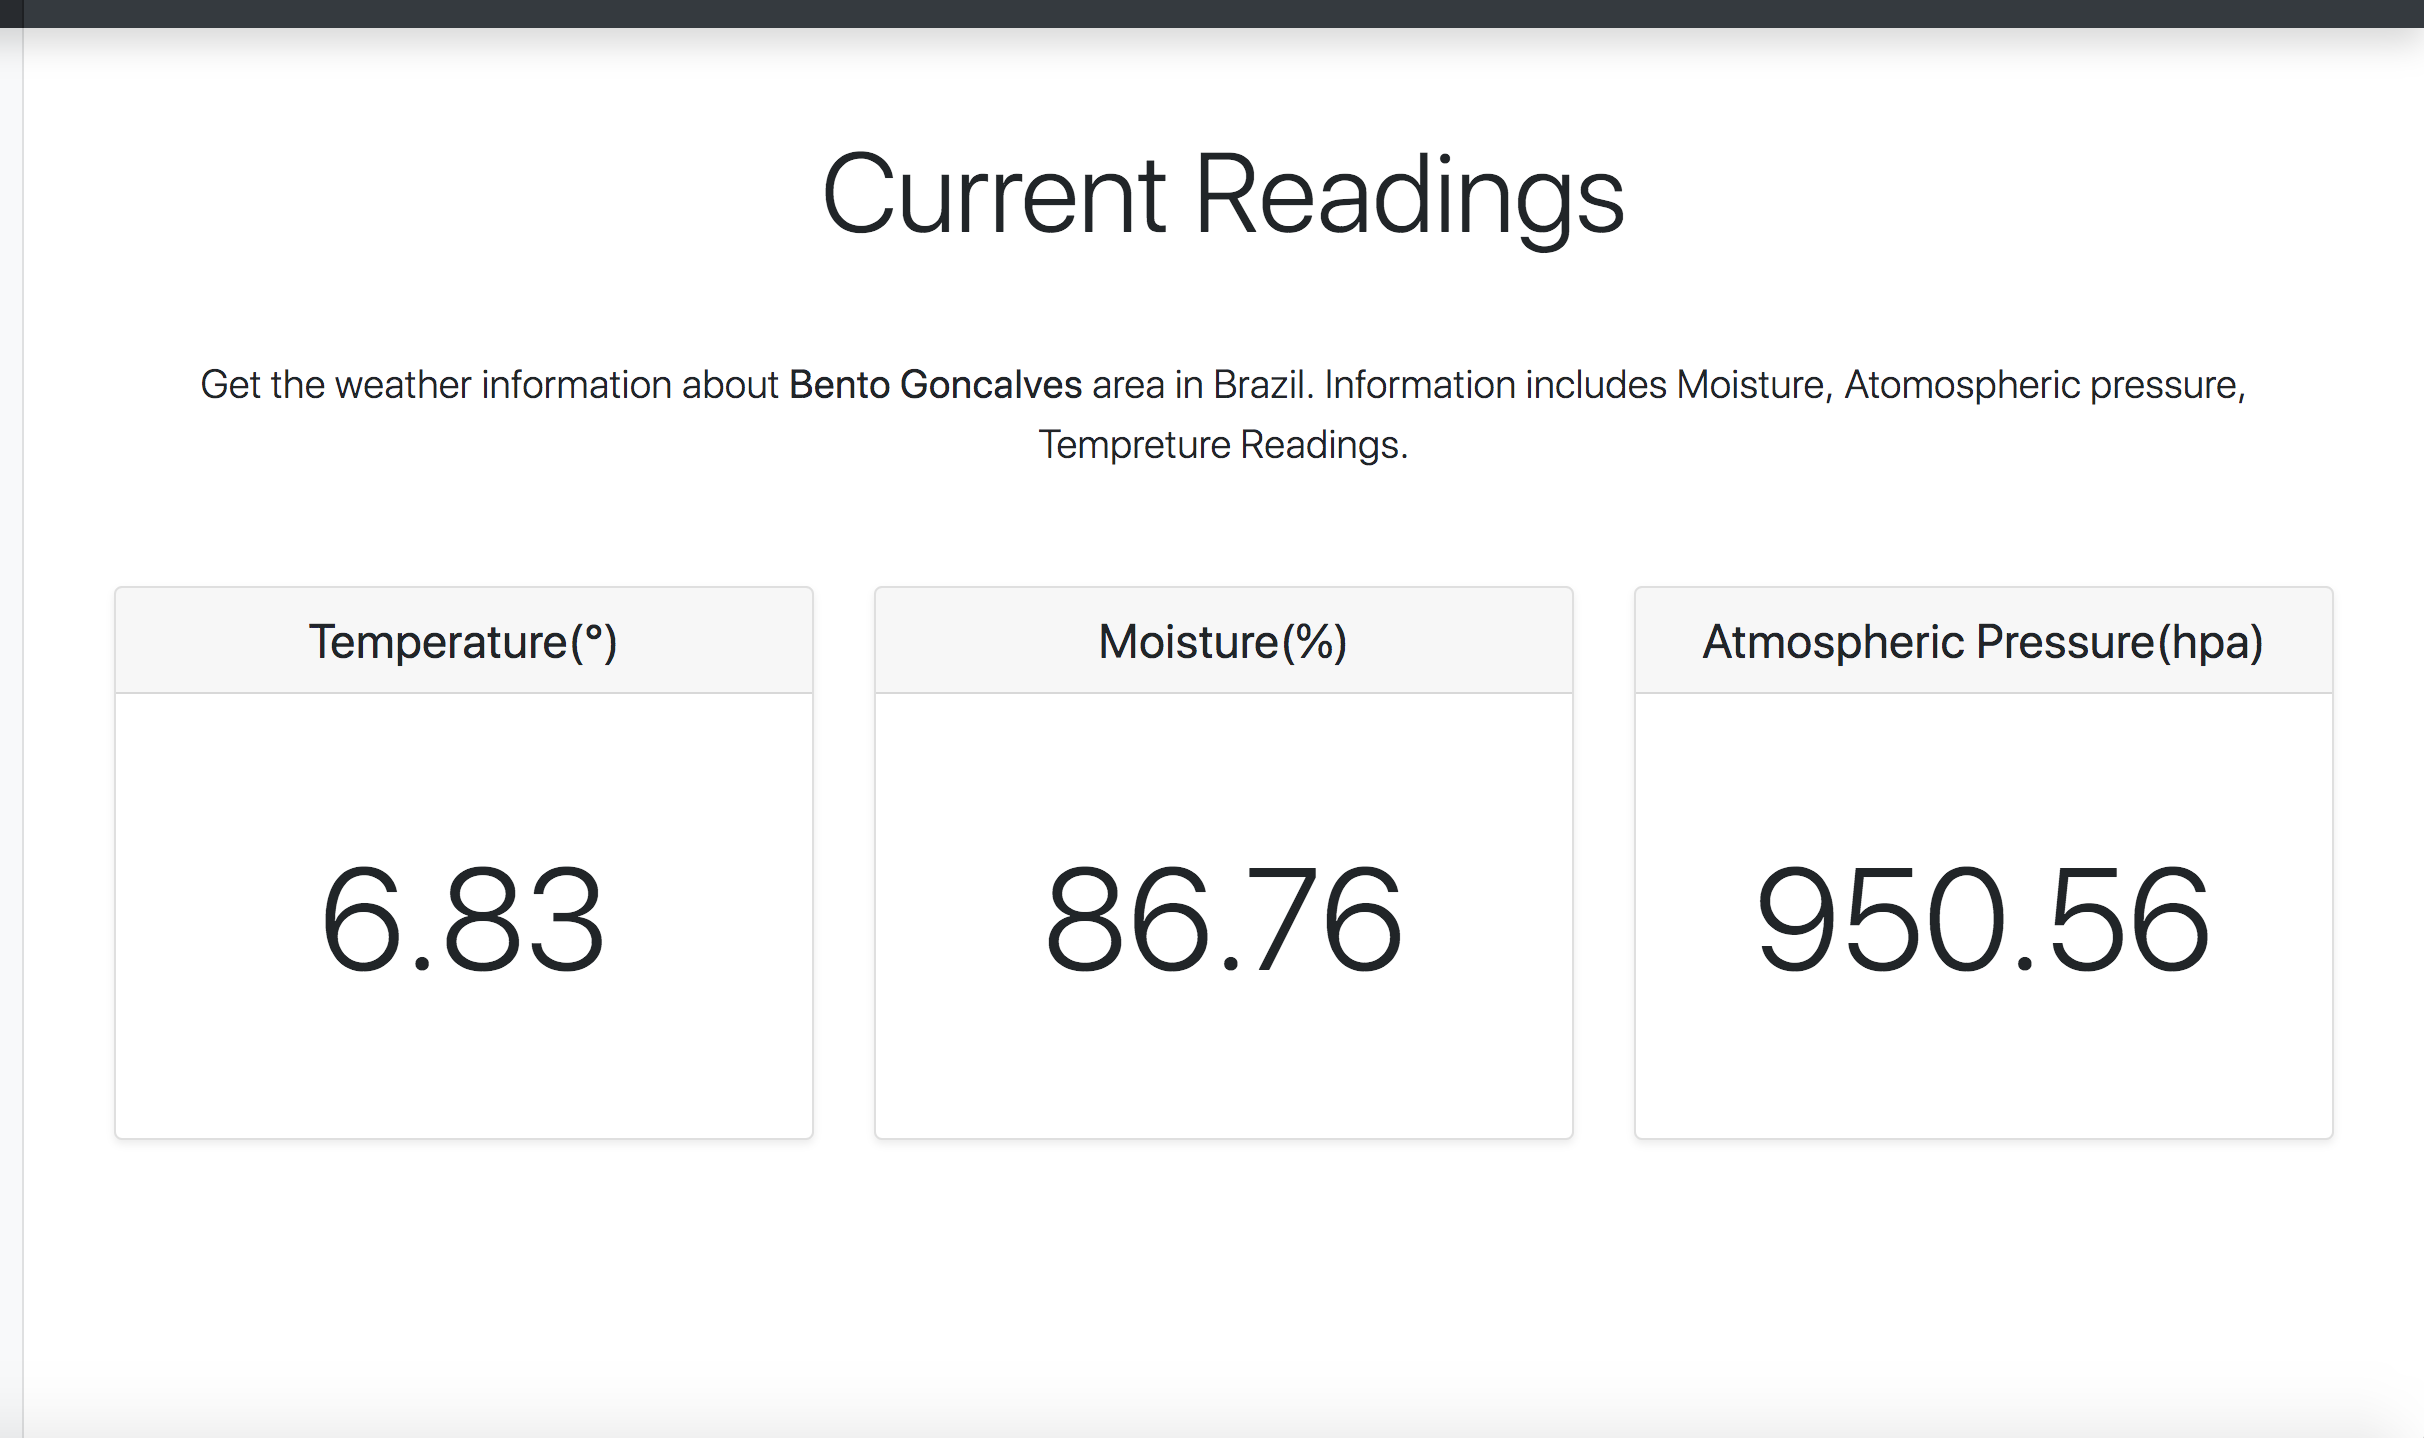 Current Readings
Get the weather information about Bento Goncalves area in Brazil. Information includes Moisture, Atomospheric pressure,
Tempreture Readings.
Temperature(°)
6.83
Moisture(%)
86.76
Atmospheric Pressure(hpa)
950.56